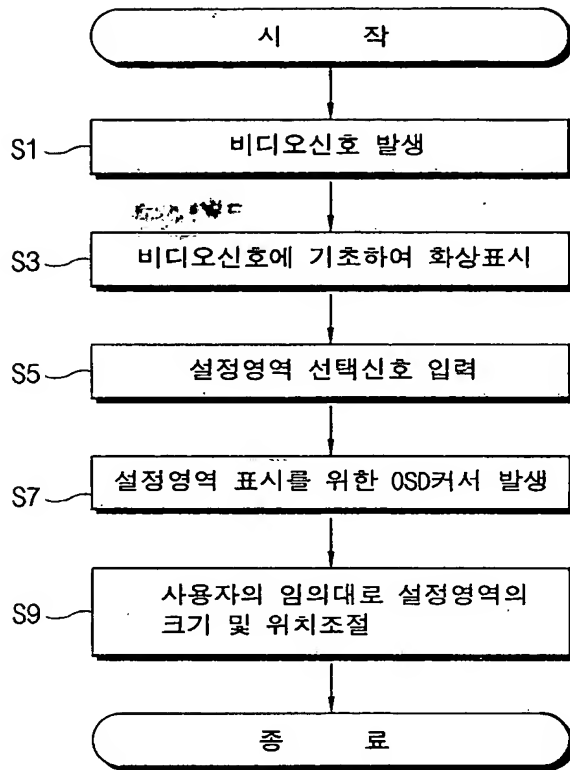 시 작
S1 비디오신호 발생
S3 비디오신호에 기초하여 화상표시
S5 설정영역 선택신호 입력
S7 설정영역 표시를 위한 OSD커서 발생
S9 사용자의 임의대로 설정영역의
크기 및 위치조절
종 료